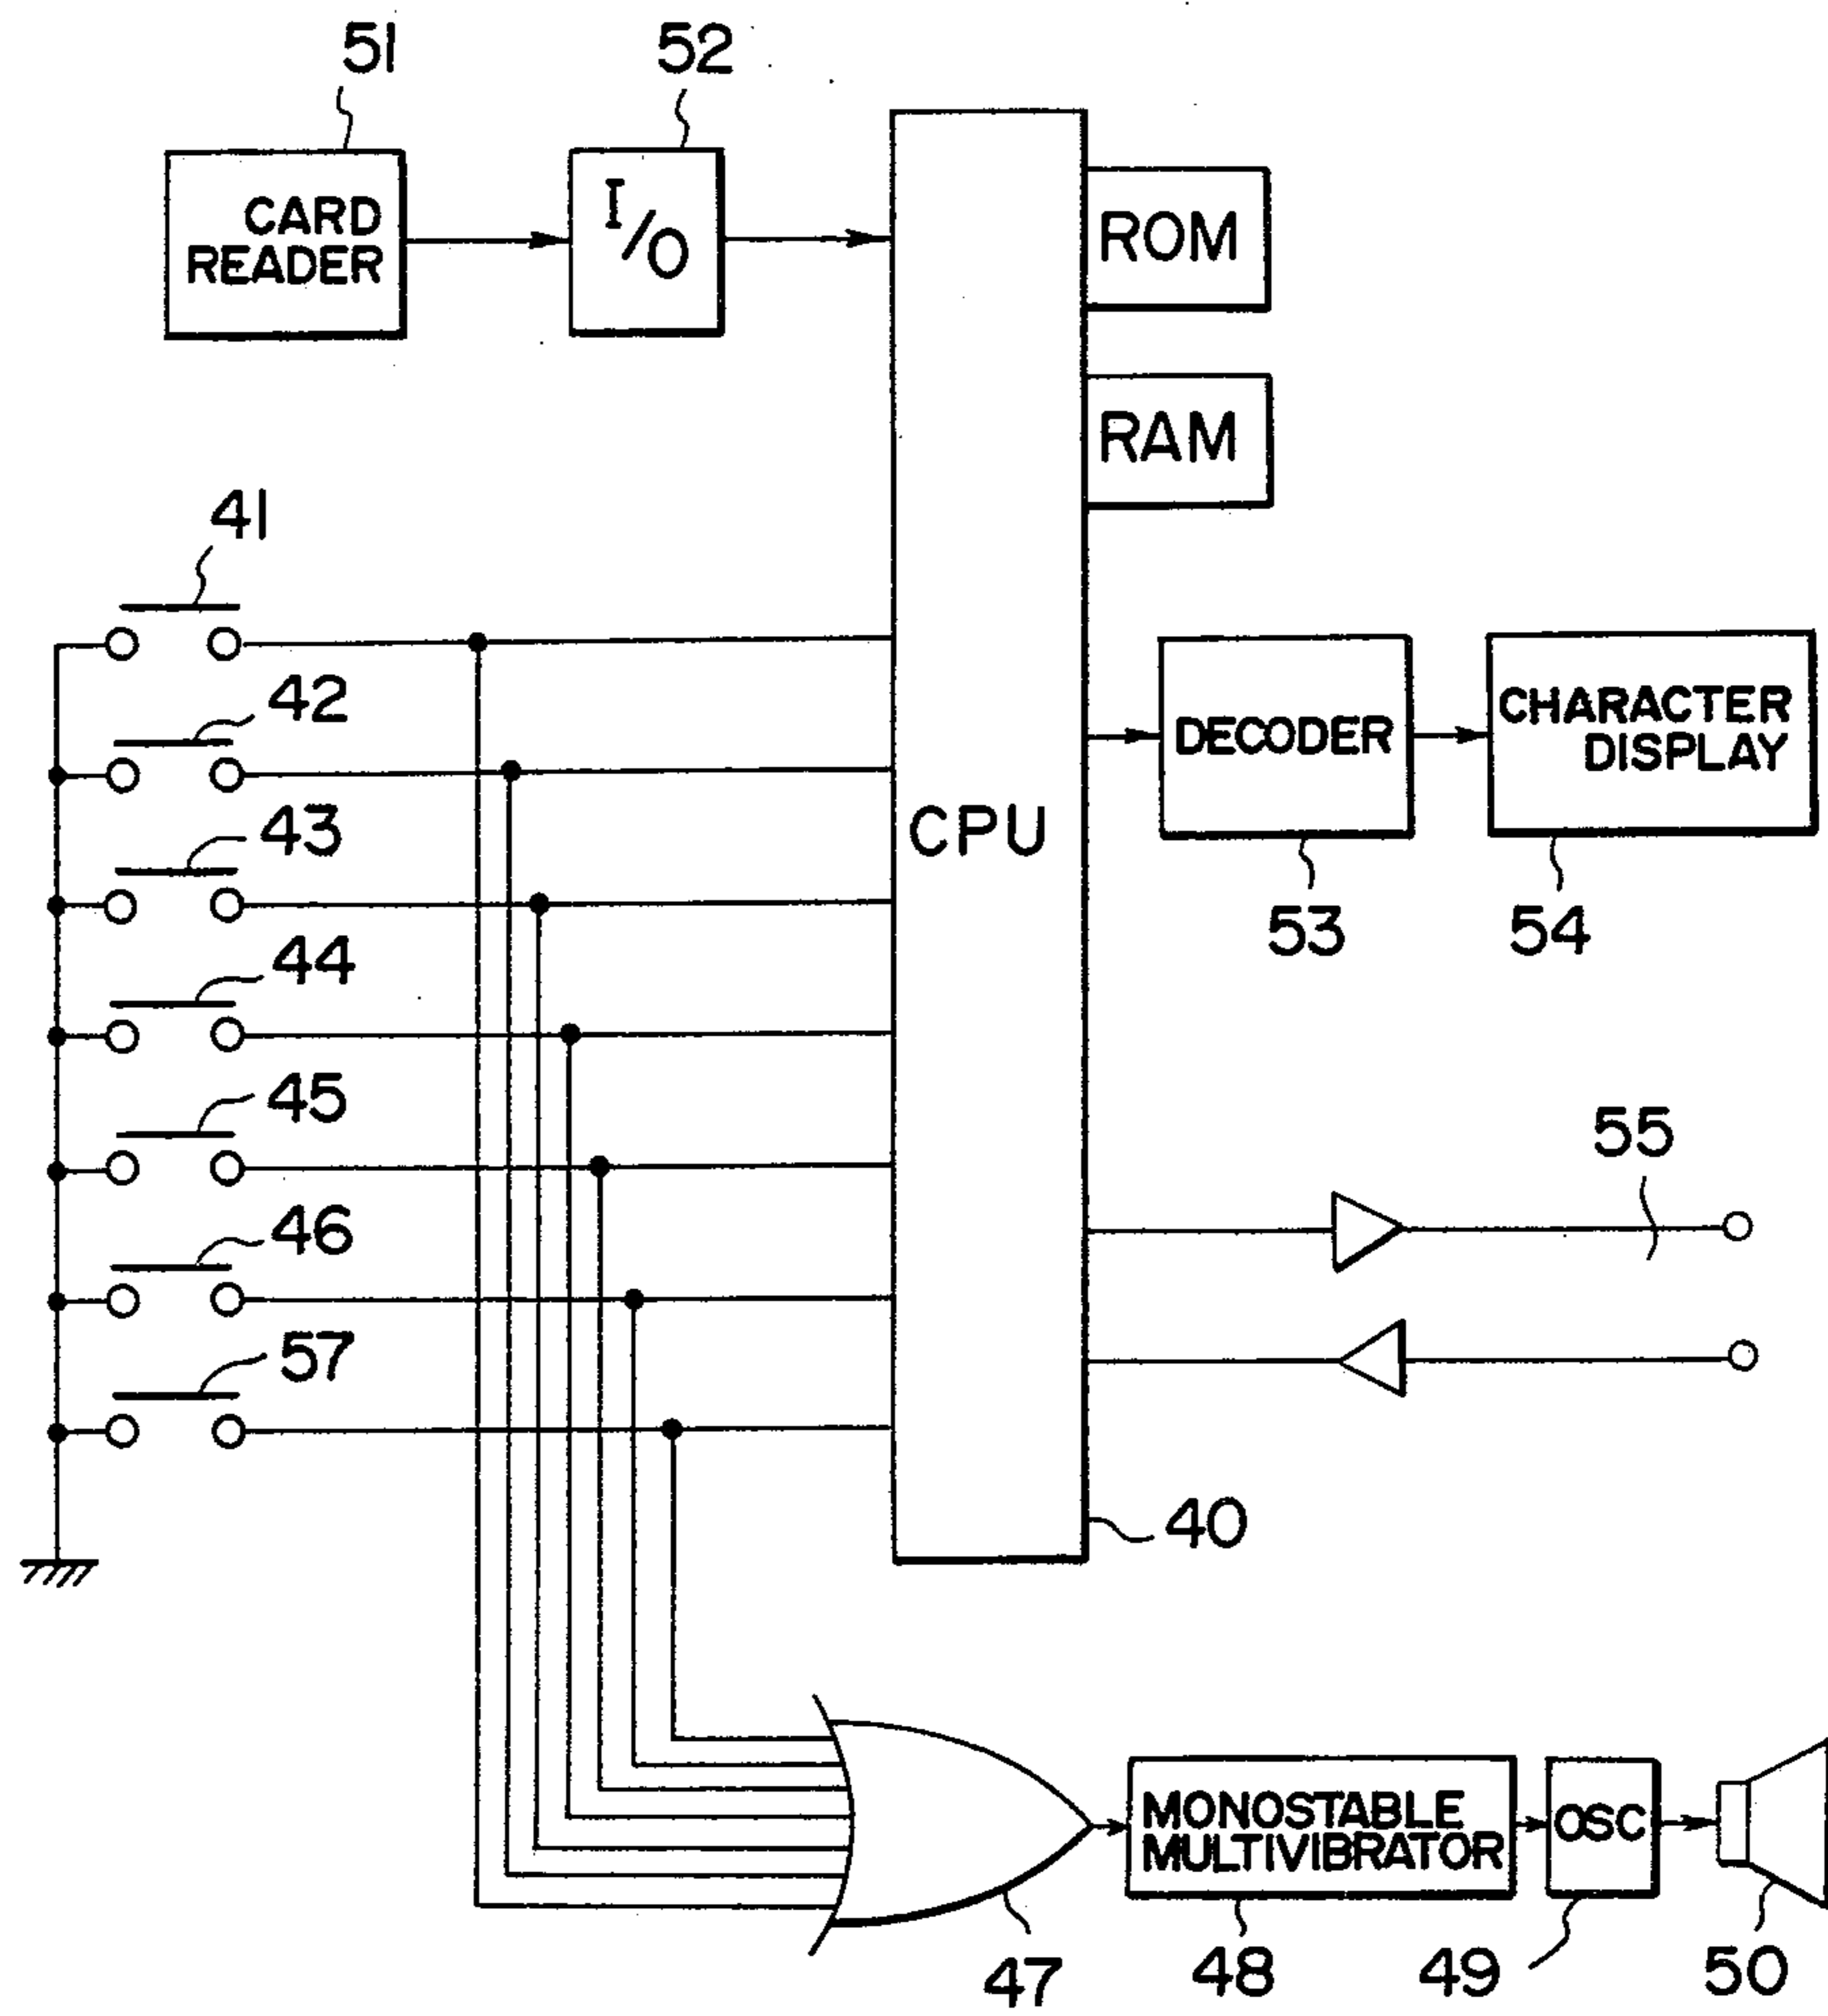 51
52
CARD
READER
I/O
ROM
RAM
41
42
43
44
45
46
57
CPU
DECODER
CHARACTER
DISPLAY
53
54
55
40
MONOSTABLE
MULTIVIBRATOR
OSC
47
48
49
50